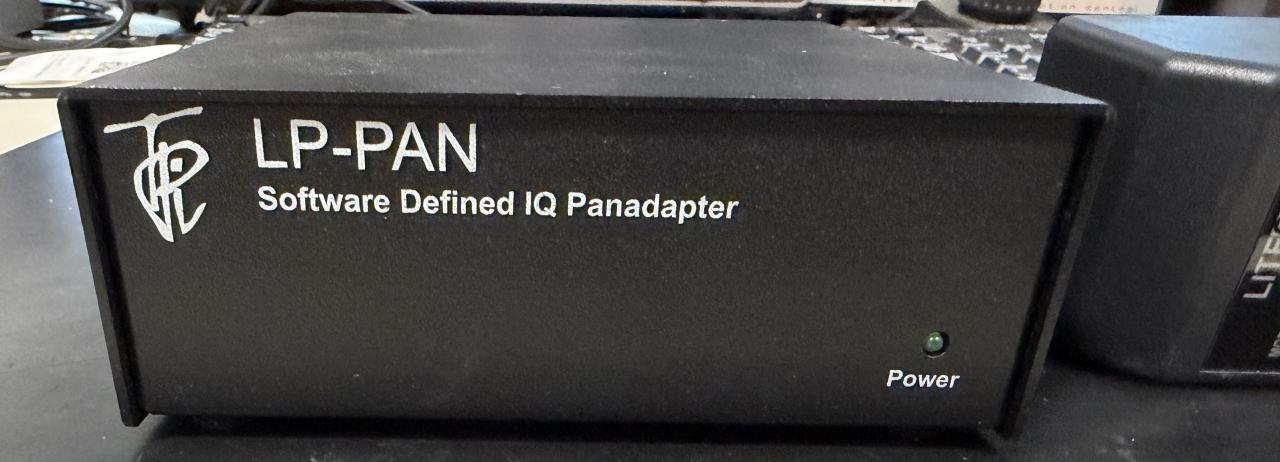 LP-PAN
Software Defined IQ Panadapter
Power